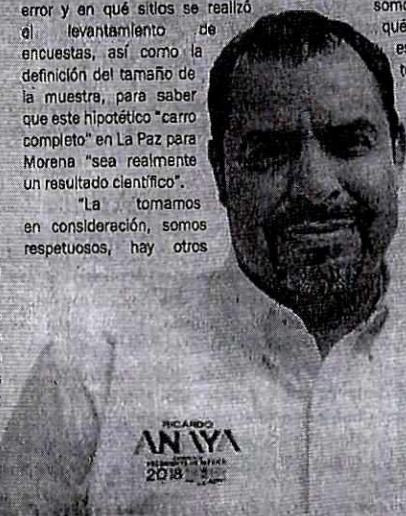 error y en qué sitios se realizó
el levantamiento de
encuestas, así como la
definición del tamaño de
la muestra, para saber
que este hipotético "carro
completo" en La Paz para
Morena "sea realmente
un resultado científico".
"La tomamos
en consideración, somos
respetuosos, hay otros
somo
qué
es
t
RICARDO
ANAYA
2018